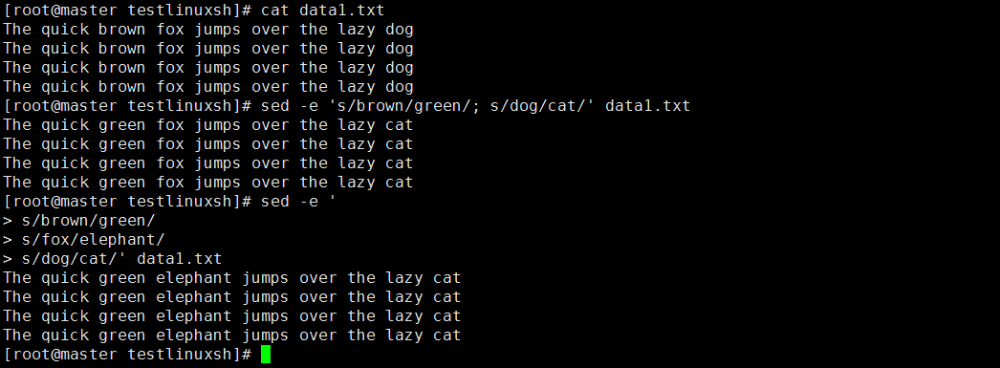 [root@master testlinuxsh]# cat data1.txt
The quick brown fox jumps over the lazy dog
The quick brown fox jumps over the lazy dog
The quick brown fox jumps over the lazy dog
The quick brown fox jumps over the lazy dog
[root@master testlinuxsh]# sed -e 's/brown/green/; s/dog/cat/' data1.txt
The quick green fox jumps over the lazy cat
The quick green fox jumps over the lazy cat
The quick green fox jumps over the lazy cat
The quick green fox jumps over the lazy cat
[root@master testlinuxsh]# sed -e '
> s/brown/green/
> s/fox/elephant/
> s/dog/cat/' data1.txt
The quick green elephant jumps over the lazy cat
The quick green elephant jumps over the lazy cat
The quick green elephant jumps over the lazy cat
The quick green elephant jumps over the lazy cat
[root@master testlinuxsh]#